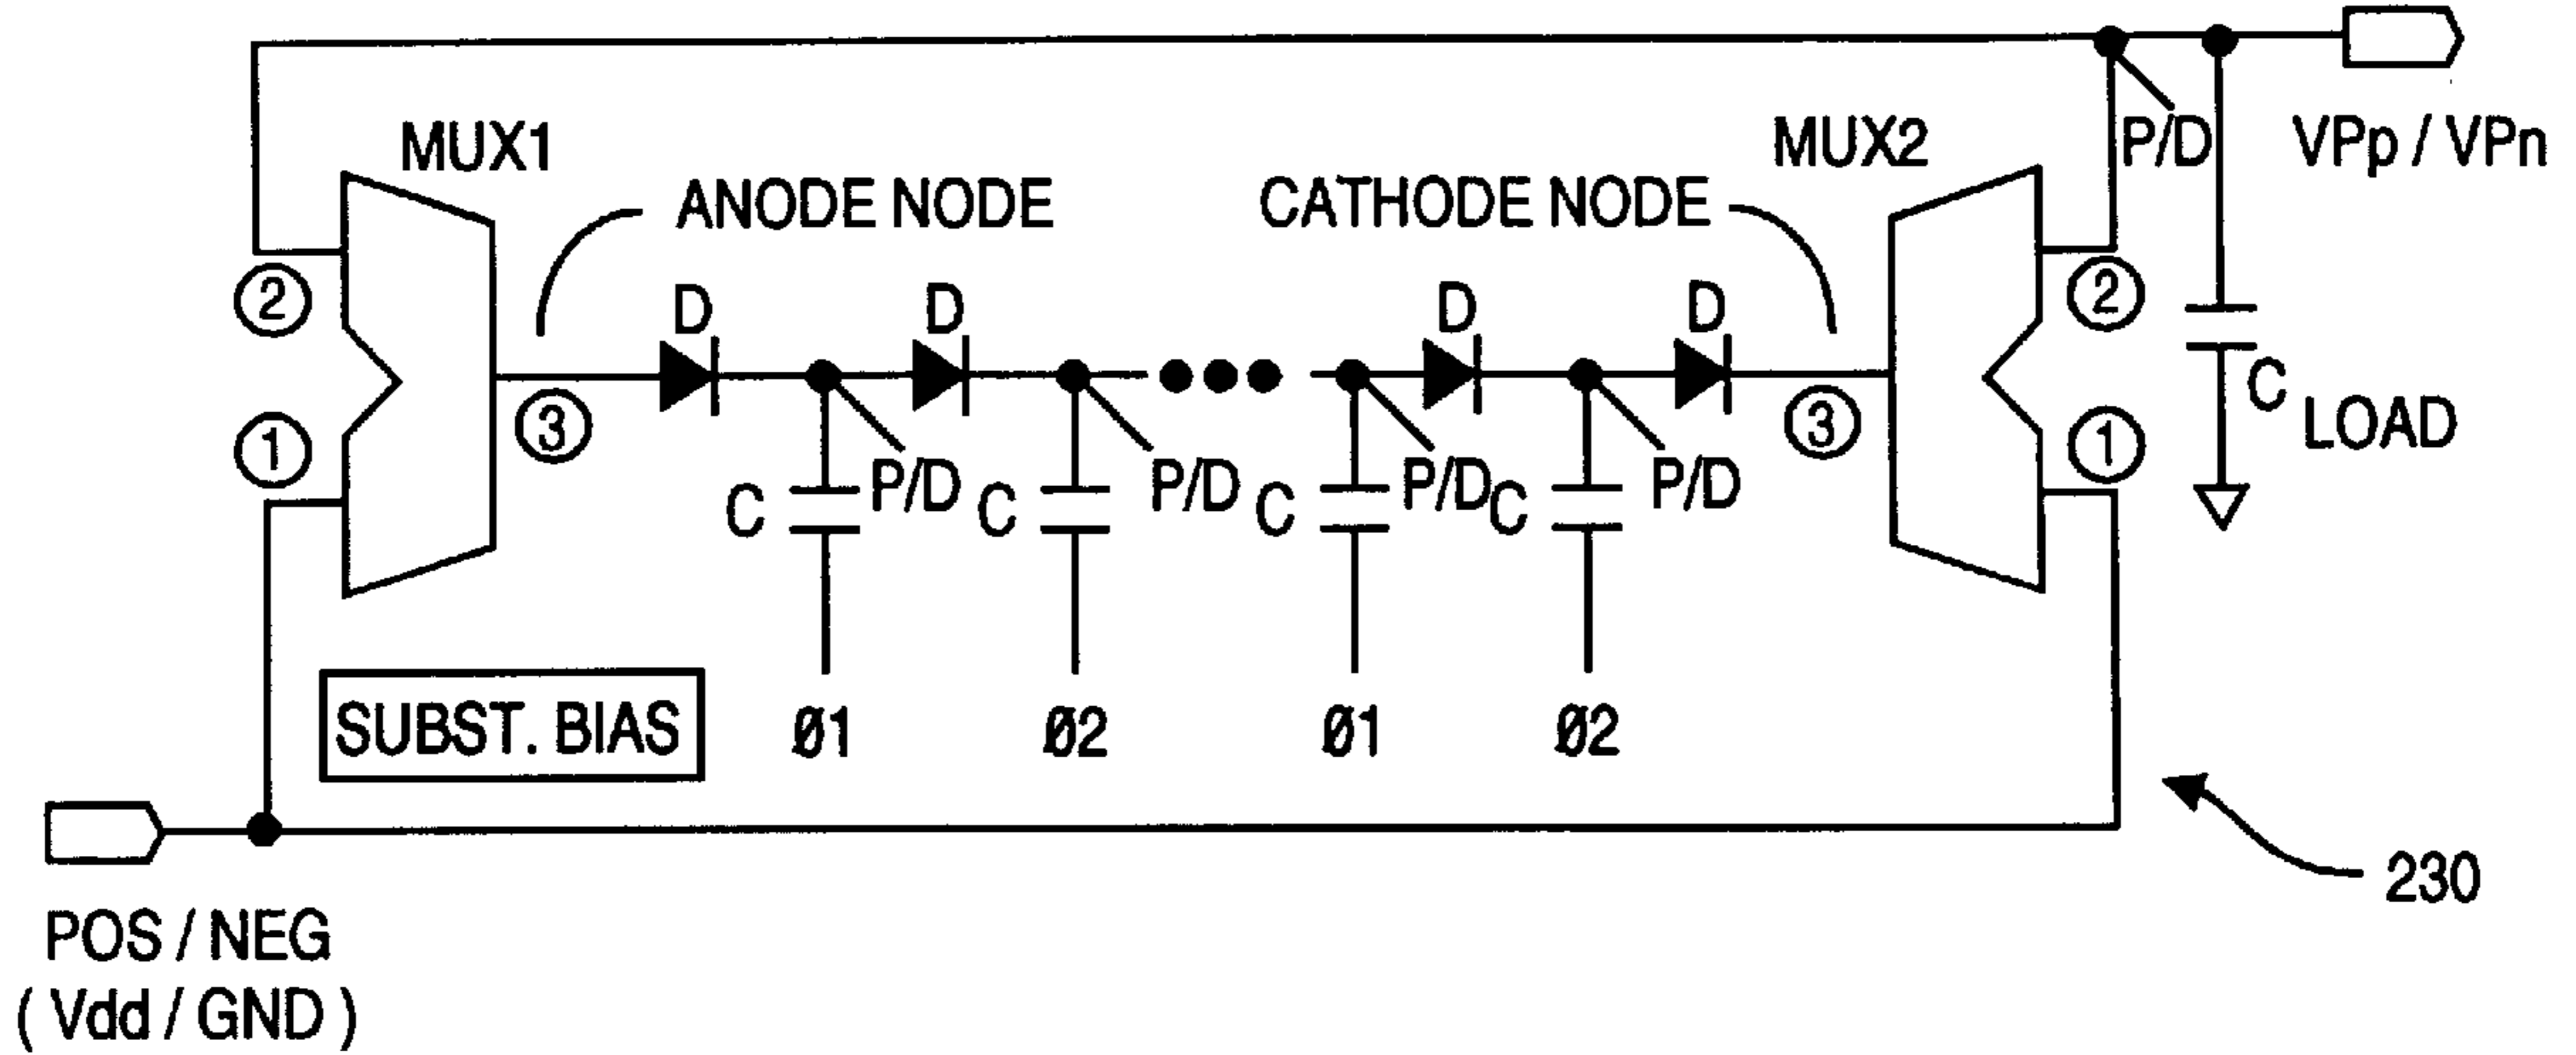 MUX1
MUX2
P/D
VPp / VPn
ANODE NODE
CATHODE NODE
②
②
D
D
D
D
①
③
③
①
C LOAD
C
P/D
C
P/D
C
P/D
C
P/D
SUBST. BIAS
Ø1
Ø2
Ø1
Ø2
230
POS / NEG
( Vdd / GND )